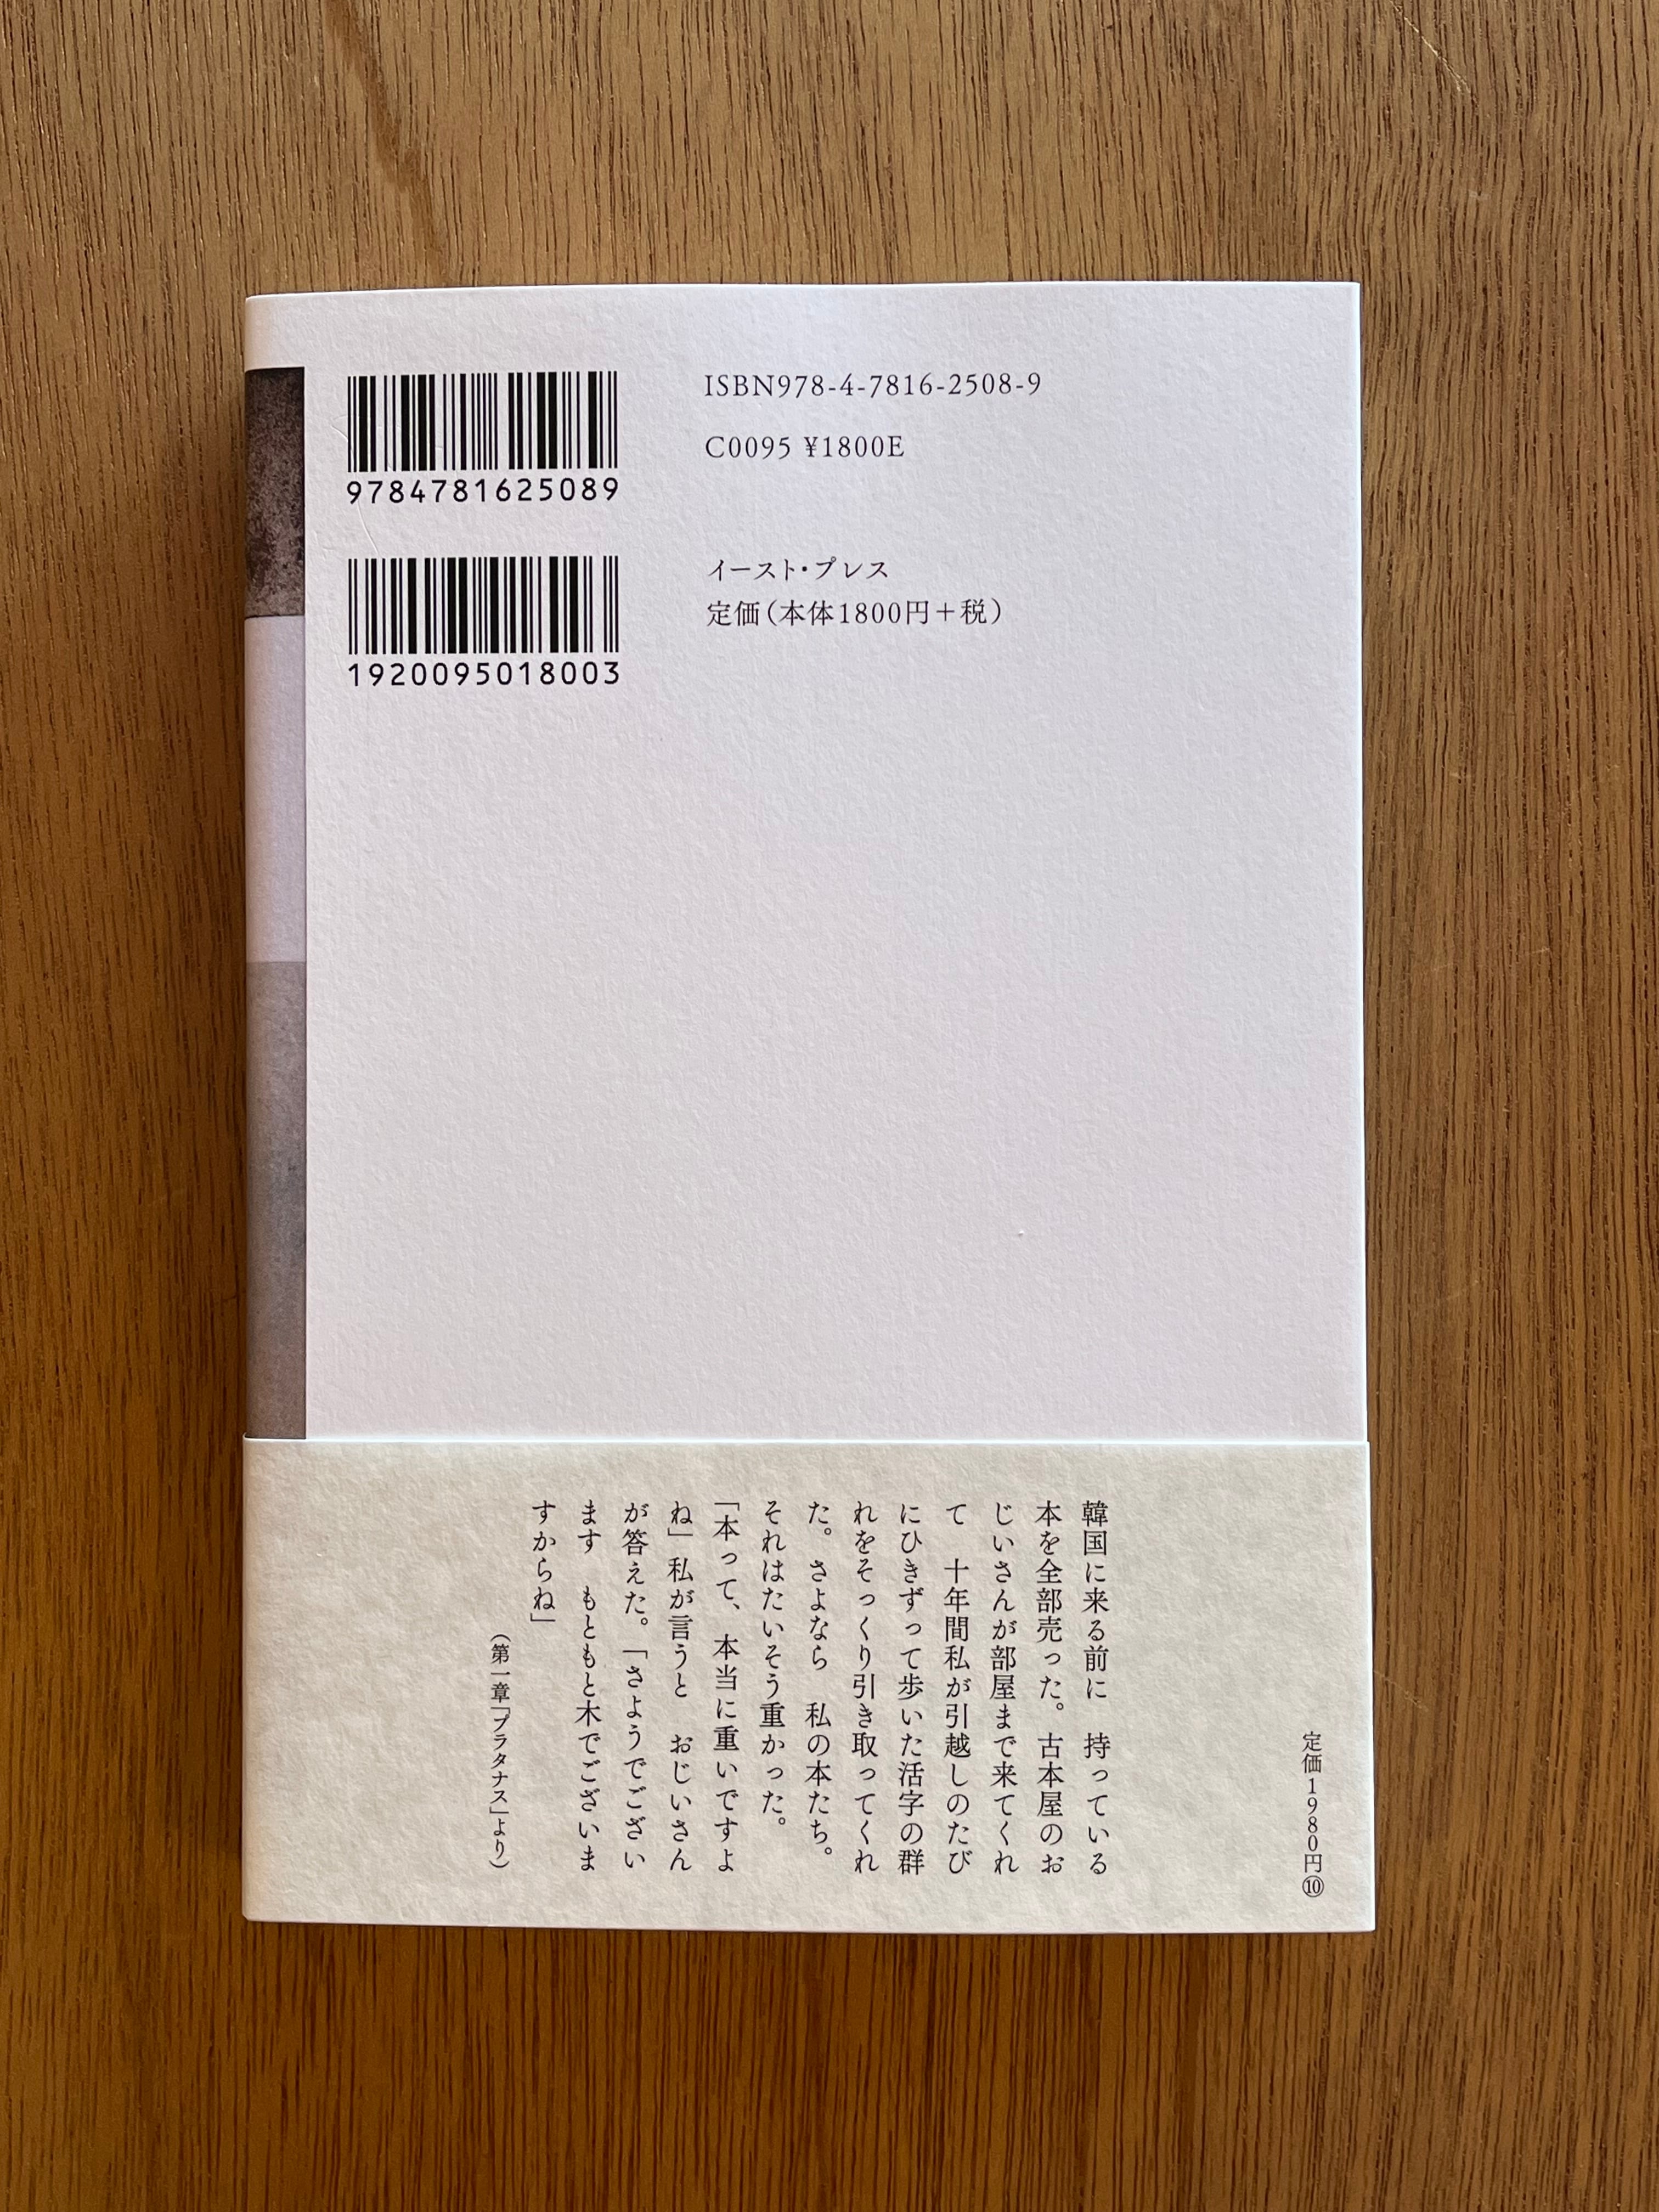 9784781625089
ISBN978-4-7816-2508-9
C0095 ¥1800E
1920095018003
イースト・プレス
定価（本体1800円＋税）
定価1980円⑩
韓国に来る前に　持っている
本を全部売った。古本屋のお
じいさんが部屋まで来てくれ
て　十年間私が引越しのたび
にひきずって歩いた活字の群
れをそっくり引き取ってくれ
た。さよなら　私の本たち。
それはたいそう重かった。
「本って、本当に重いですよ
ね」私が言うと　おじいさん
が答えた。「さようでござい
ます　もともと木でございま
すからね」
（第一章「プラタナス」より）